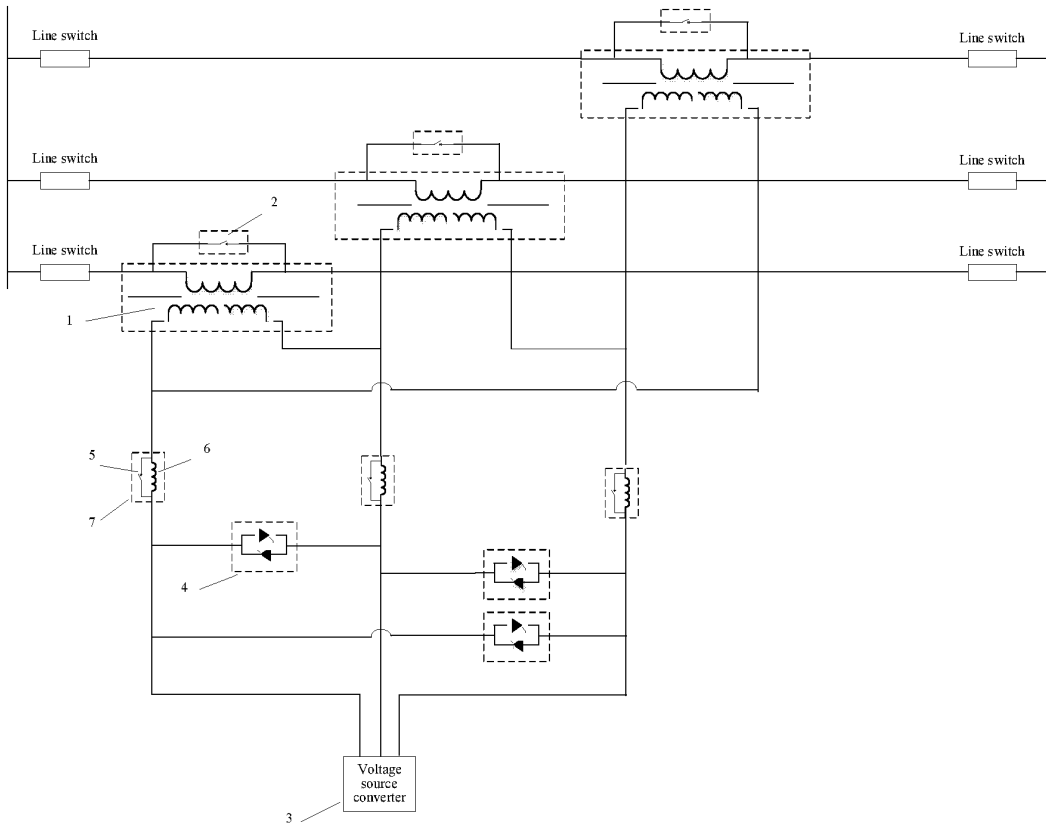 Line switch
Line switch
Line switch
Line switch
2
Line switch
Line switch
1
5
6
7
4
Voltage
source
converter
3